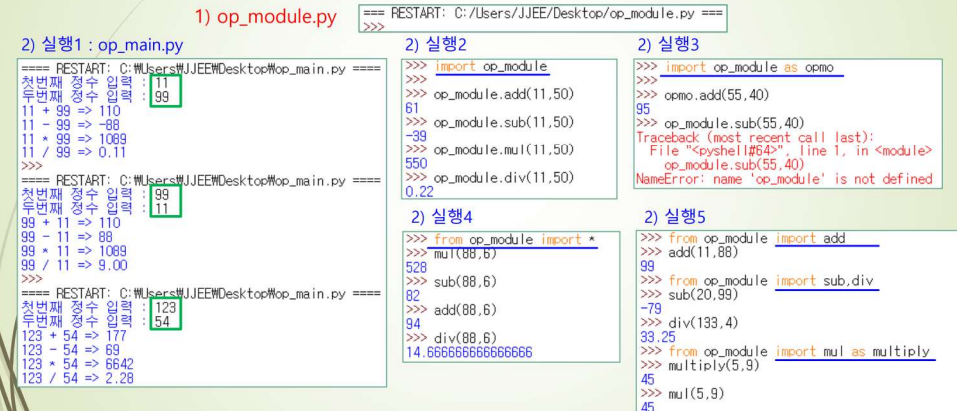 1) op_module.py
=== RESTART: C:/Users/JJEE/Desktop/op_module.py ===
>>>
2) 실행1 : op_main.py
==== RESTART: C:₩Users₩JJEE₩Desktop₩op_main.py ====
첫번째 정수 입력 : 11
두번째 정수 입력 : 99
11 + 99 => 110
11 - 99 => -88
11 * 99 => 1089
11 / 99 => 0.11
>>>
==== RESTART: C:₩Users₩JJEE₩Desktop₩op_main.py ====
첫번째 정수 입력 : 99
두번째 정수 입력 : 11
99 + 11 => 110
99 - 11 => 88
99 * 11 => 1089
99 / 11 => 9.00
>>>
==== RESTART: C:₩Users₩JJEE₩Desktop₩op_main.py ====
첫번째 정수 입력 : 123
두번째 정수 입력 : 54
123 + 54 => 177
123 - 54 => 69
123 * 54 => 6642
123 / 54 => 2.28
2) 실행2
>>> import op_module
>>>
>>> op_module.add(11,50)
61
>>> op_module.sub(11,50)
-39
>>> op_module.mul(11,50)
550
>>> op_module.div(11,50)
0.22
2) 실행3
>>> import op_module as opmo
>>>
>>> opmo.add(55,40)
95
>>> op_module.sub(55,40)
Traceback (most recent call last):
File "<pyshell#64>", line 1, in <module>
op_module.sub(55,40)
NameError: name 'op_module' is not defined
2) 실행4
>>> from op_module import *
>>> mul(88,6)
528
>>> sub(88,6)
82
>>> add(88,6)
94
>>> div(88,6)
14.666666666666666
2) 실행5
>>> from op_module import add
>>> add(11,88)
99
>>> from op_module import sub,div
>>> sub(20,99)
-79
>>> div(133,4)
33.25
>>> from op_module import mul as multiply
>>> multiply(5,9)
45
>>> mul(5,9)
45